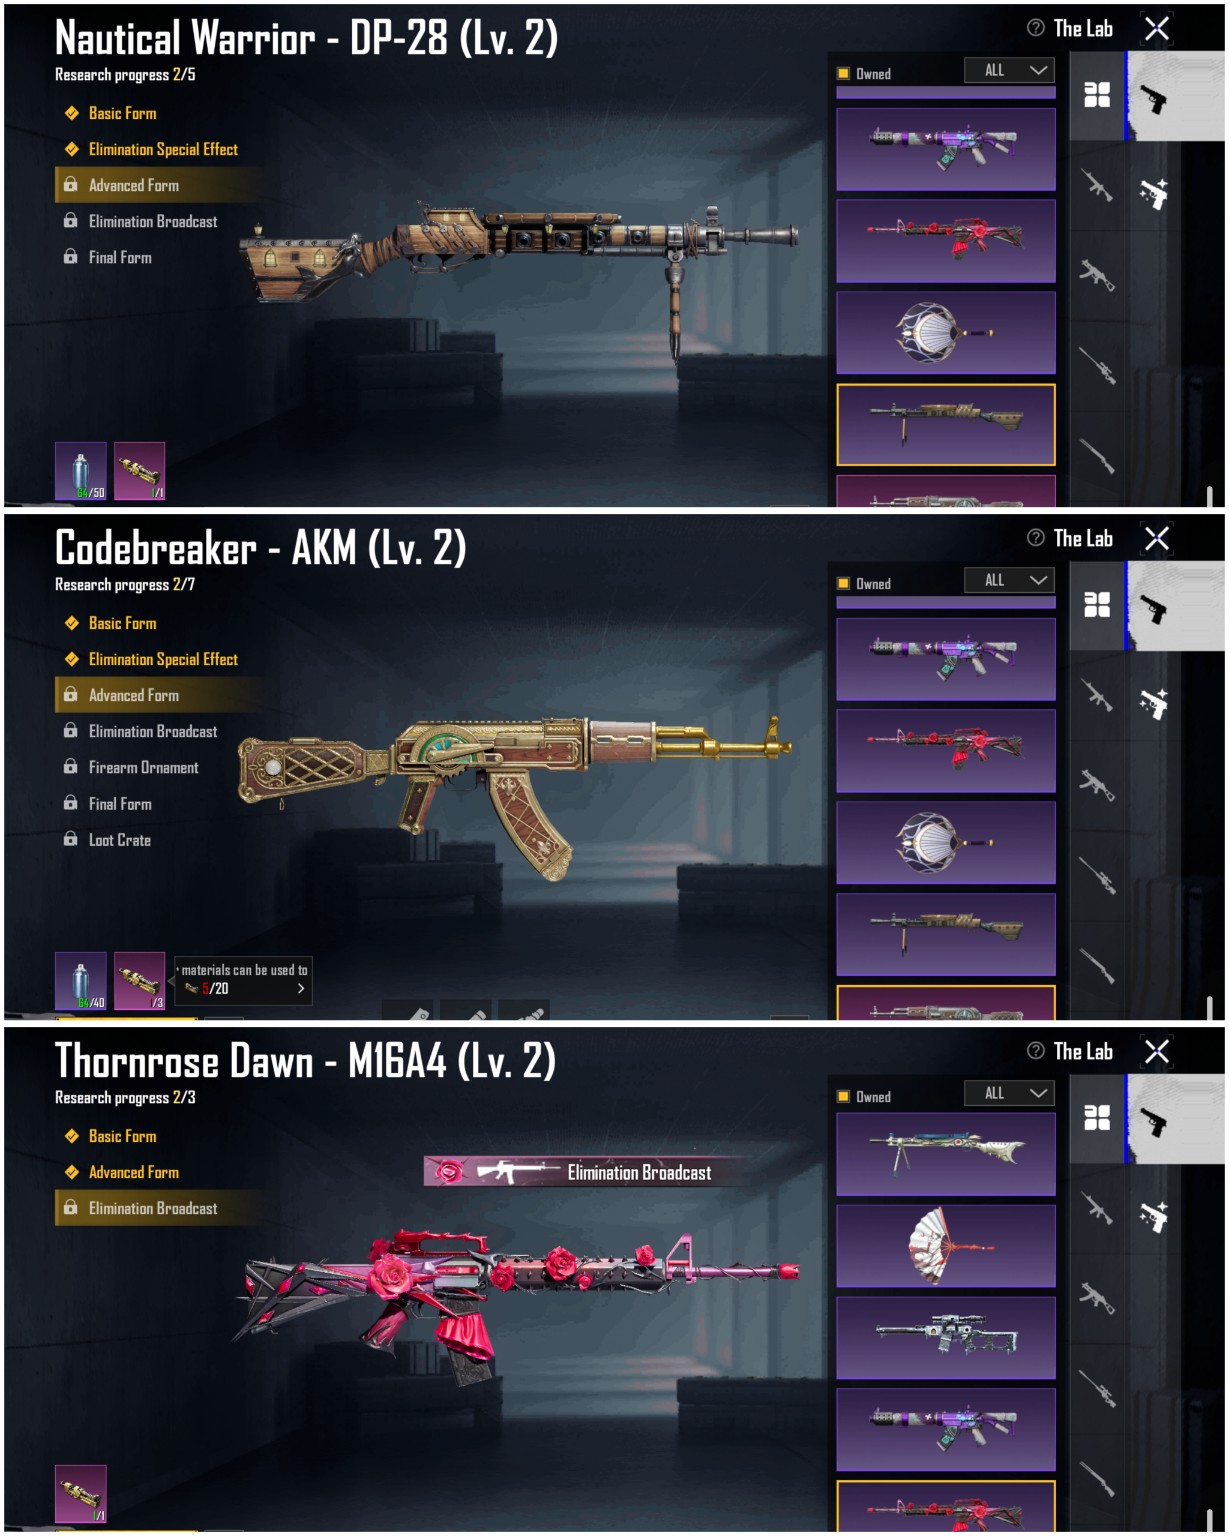 Nautical Warrior - DP-28 (Lv. 2)
The Lab
Research progress 2/5
Owned
ALL
Basic Form
Elimination Special Effect
Advanced Form
Elimination Broadcast
Final Form
64/50
1/1
Codebreaker - AKM (Lv. 2)
The Lab
Research progress 2/7
Owned
ALL
Basic Form
Elimination Special Effect
Advanced Form
Elimination Broadcast
Firearm Ornament
Final Form
Loot Crate
64/40
1/3
materials can be used to
5/20
Thornrose Dawn - M16A4 (Lv. 2)
The Lab
Research progress 2/3
Owned
ALL
Basic Form
Advanced Form
Elimination Broadcast
Elimination Broadcast
1/1